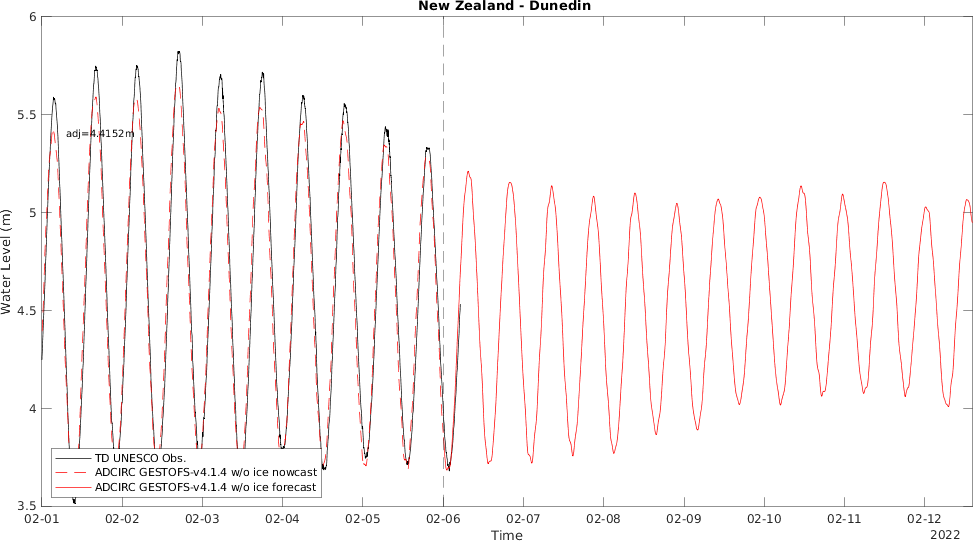 New Zealand - Dunedin
6
5.5
5
4.5
4
3.5
Water Level (m)
adj=4.4152m
TD UNESCO Obs.
ADCIRC GESTOFS-v4.1.4 w/o ice nowcast
ADCIRC GESTOFS-v4.1.4 w/o ice forecast
02-01 02-02 02-03 02-04 02-05 02-06 02-07 02-08 02-09 02-10 02-11 02-12
Time
2022